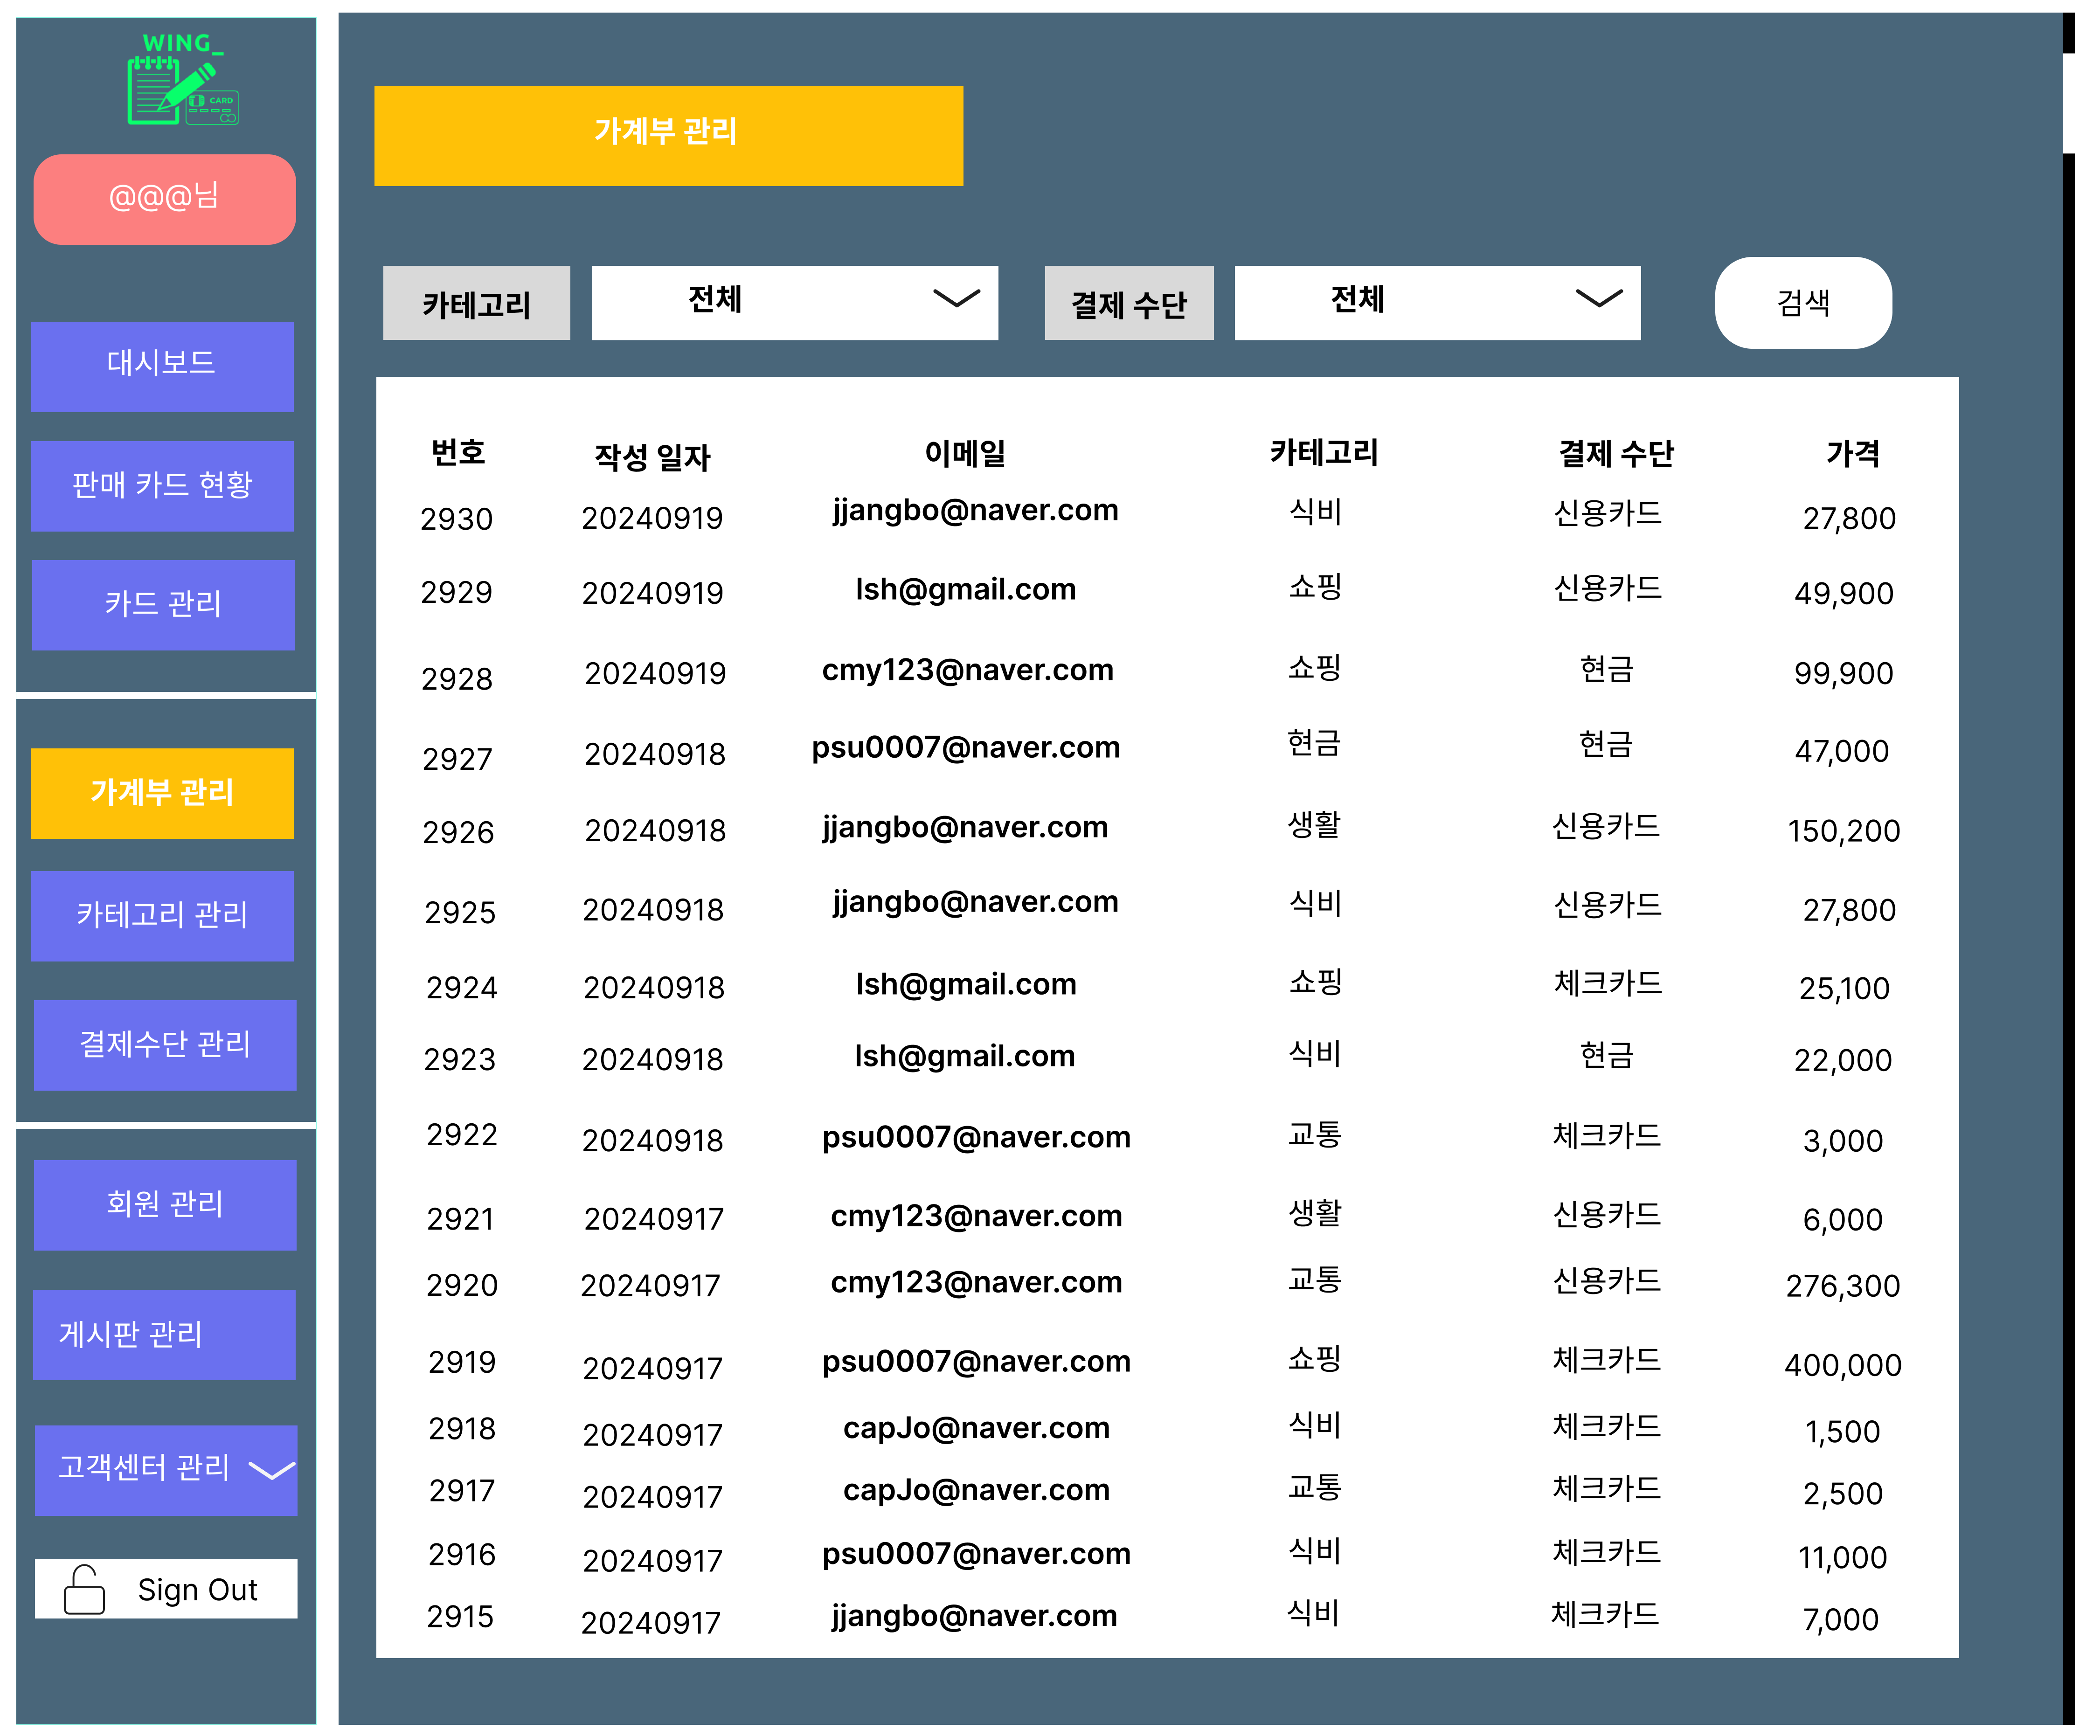 WING_
CARD
@@@님
대시보드
판매 카드 현황
카드 관리
가계부 관리
카테고리 관리
결제수단 관리
회원 관리
게시판 관리
고객센터 관리
Sign Out
가계부 관리
카테고리 전체 결제 수단 전체 검색
번호 작성 일자 이메일 카테고리 결제 수단 가격
2930 20240919 jjangbo@naver.com 식비 신용카드 27,800
2929 20240919 lsh@gmail.com 쇼핑 신용카드 49,900
2928 20240919 cmy123@naver.com 쇼핑 현금 99,900
2927 20240918 psu0007@naver.com 현금 현금 47,000
2926 20240918 jjangbo@naver.com 생활 신용카드 150,200
2925 20240918 jjangbo@naver.com 식비 신용카드 27,800
2924 20240918 lsh@gmail.com 쇼핑 체크카드 25,100
2923 20240918 lsh@gmail.com 식비 현금 22,000
2922 20240918 psu0007@naver.com 교통 체크카드 3,000
2921 20240917 cmy123@naver.com 생활 신용카드 6,000
2920 20240917 cmy123@naver.com 교통 신용카드 276,300
2919 20240917 psu0007@naver.com 쇼핑 체크카드 400,000
2918 20240917 capJo@naver.com 식비 체크카드 1,500
2917 20240917 capJo@naver.com 교통 체크카드 2,500
2916 20240917 psu0007@naver.com 식비 체크카드 11,000
2915 20240917 jjangbo@naver.com 식비 체크카드 7,000